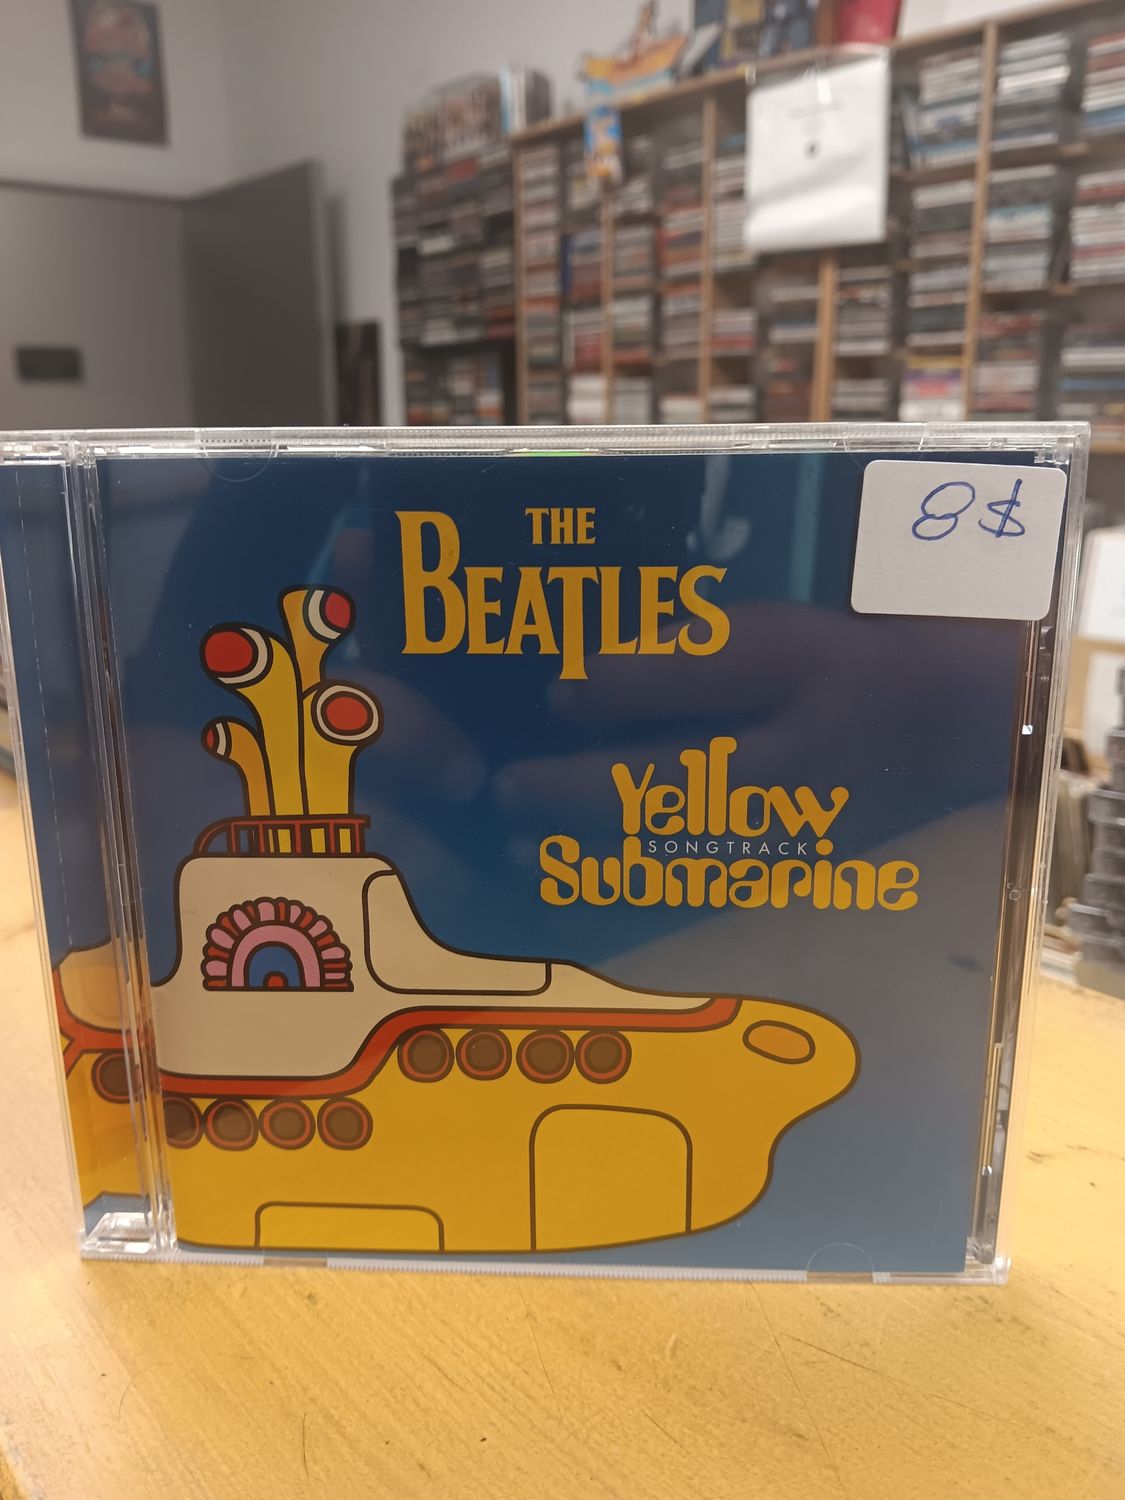 8$
THE
BEATLES
Yellow
SONGTRACK
Submarine